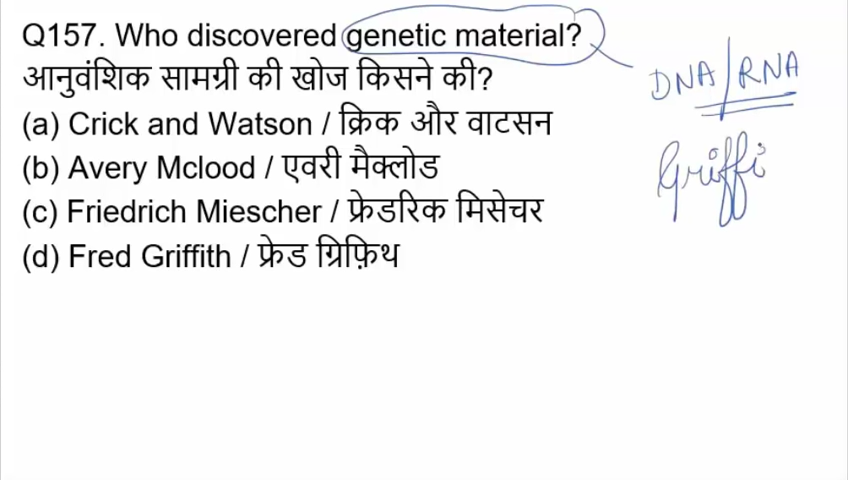 Q157. Who discovered genetic material?
आनुवंशिक सामग्री की खोज किसने की?
(a) Crick and Watson / क्रिक और वाटसन
(b) Avery Mclood / एवरी मैक्लोड
(c) Friedrich Miescher / फ्रेडरिक मिसेचर
(d) Fred Griffith / फ्रेड ग्रिफ़िथ
DNA/RNA
Griffi